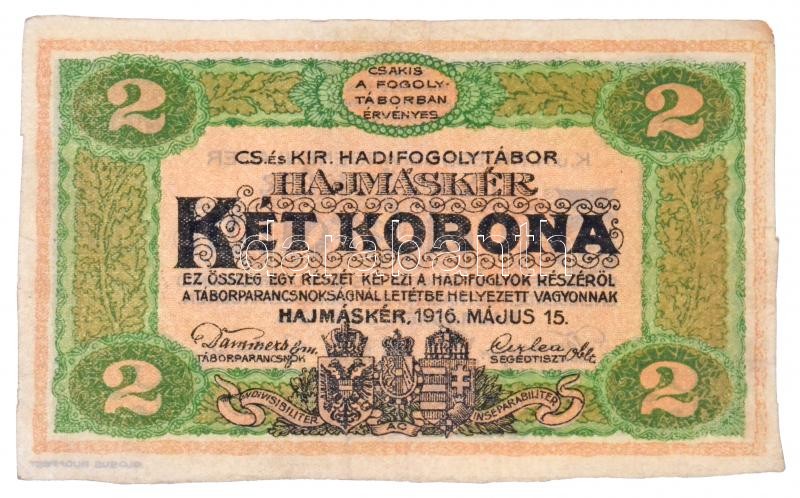 2
CSAKIS
A FOGOLY-
TÁBORBAN
ÉRVÉNYES
2
CS. és KIR. HADIFOGOLYTÁBOR
HAJMÁSKÉR
KÉT KORONA
EZ ÖSSZEG EGY RÉSZÉT KÉPEZI A HADIFOGLYOK RÉSZÉRŐL
A TÁBORPARANCSNOKSÁGNÁL LETÉTBE HELYEZETT VAGYONNAK
HAJMÁSKÉR, 1916. MÁJUS 15.
TÁBORPARANCSNOK
SEGÉDTISZT
2
INDIVISIBILITER AC INSEPARABILITER
2
darabanth